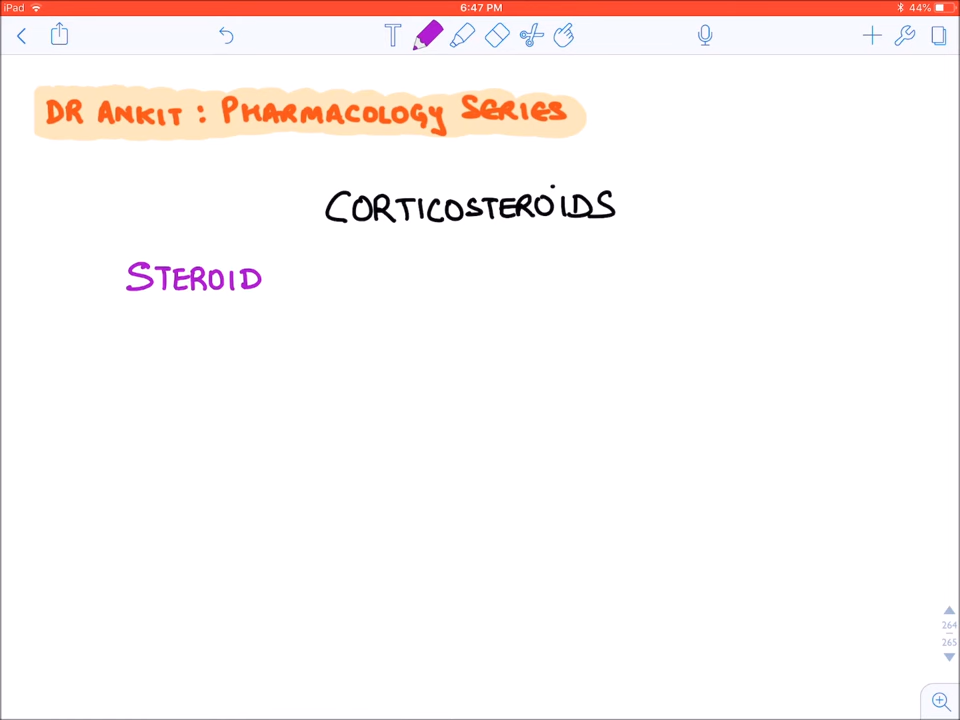 iPad 6:47 PM 44%
T
DR ANKIT : PHARMACOLOGY SERIES
CORTICOSTEROIDS
STEROID
264
265